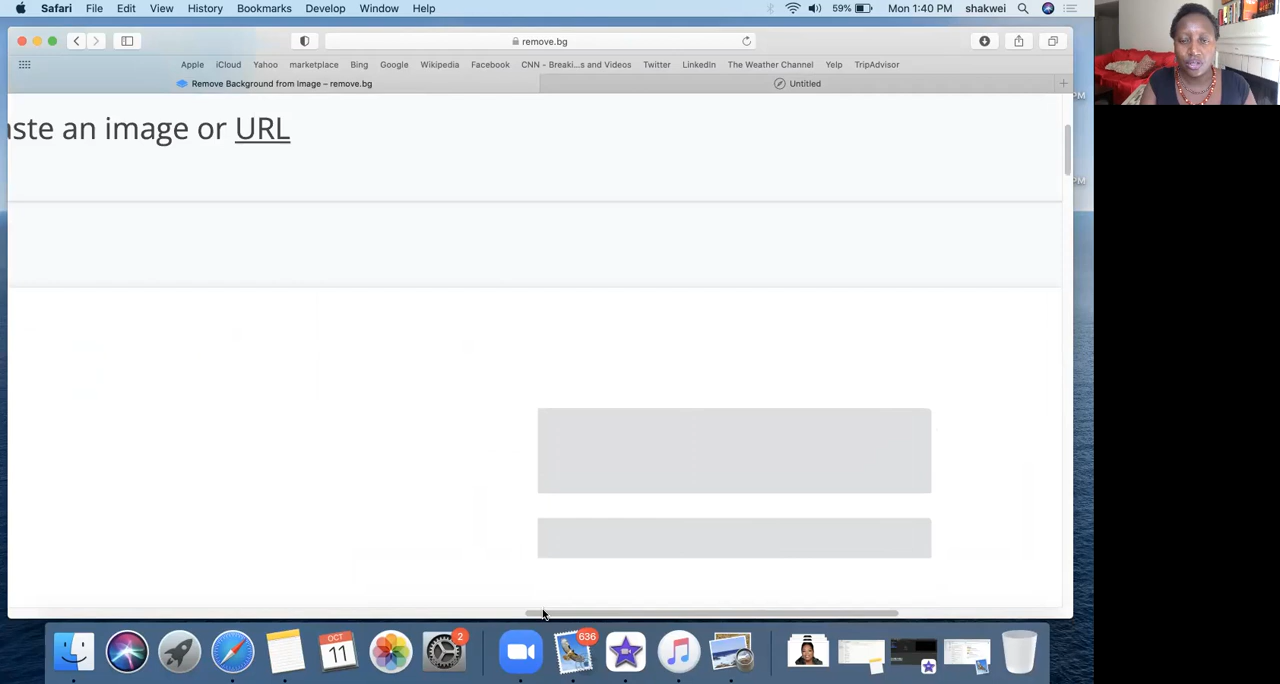 Safari File Edit View History Bookmarks Develop Window Help 59% Mon 1:40 PM shakwei
remove.bg
Apple iCloud Yahoo marketplace Bing Google Wikipedia Facebook CNN - Breaki...s and Videos Twitter LinkedIn The Weather Channel Yelp TripAdvisor
Remove Background from Image – remove.bg Untitled
PM
aste an image or URL
PM
OCT 2 636
11